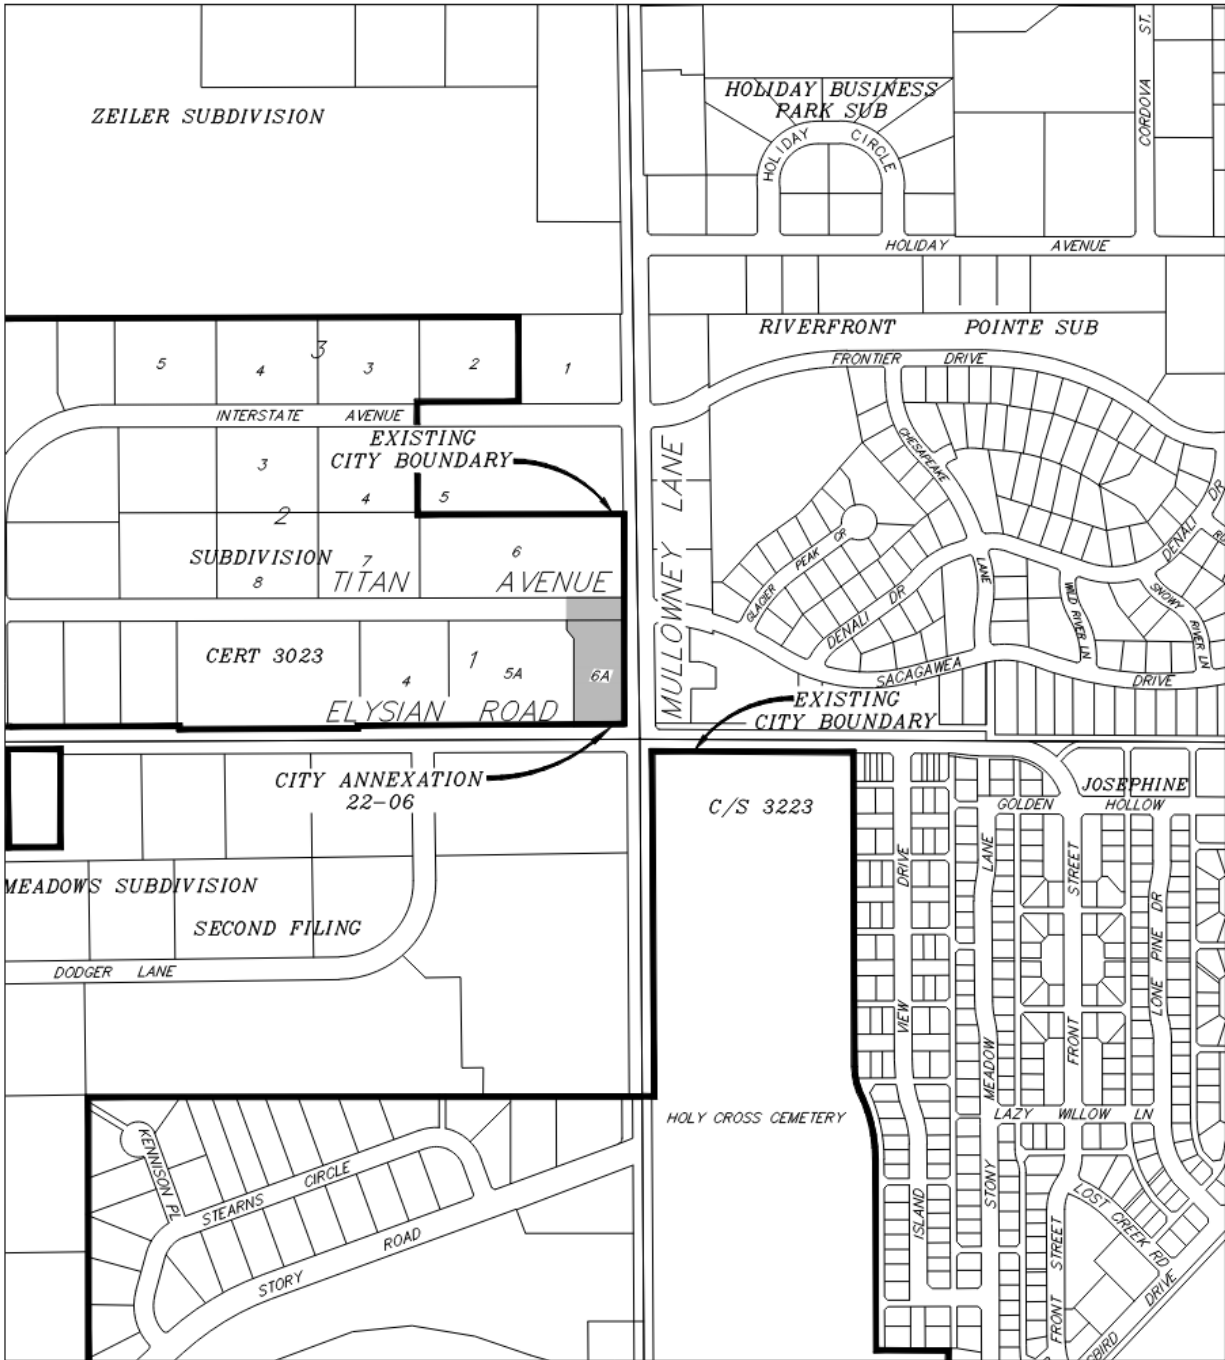 ZEILER SUBDIVISION
HOLIDAY BUSINESS
PARK SUB
HOLIDAY CIRCLE
CORDOVA ST.
HOLIDAY AVENUE
RIVERFRONT POINTE SUB
FRONTIER DRIVE
3
5
4
3
2
1
INTERSTATE AVENUE
EXISTING
CITY BOUNDARY
3
4
5
2
SUBDIVISION
7
6
8
TITAN AVENUE
MULLOWNEY LANE
CHESAPEAKE
LANE
GLACIER PEAK CR
DENALI DR
DENALI DR
WILD RIVER LN
SNOWY RIVER LN
SACAGAWEA DRIVE
CERT 3023
1
4
5A
6A
ELYSIAN ROAD
EXISTING
CITY BOUNDARY
CITY ANNEXATION
22-06
C/S 3223
JOSEPHINE
GOLDEN HOLLOW
MEADOWS SUBDIVISION
SECOND FILING
DODGER LANE
ISLAND VIEW DRIVE
STONY MEADOW LANE
FRONT STREET
LONE PINE DR
HOLY CROSS CEMETERY
LAZY WILLOW LN
KENNISON PL
STEARNS CIRCLE
STORY ROAD
LOST CREEK RD
FRONT STREET
DRIVE